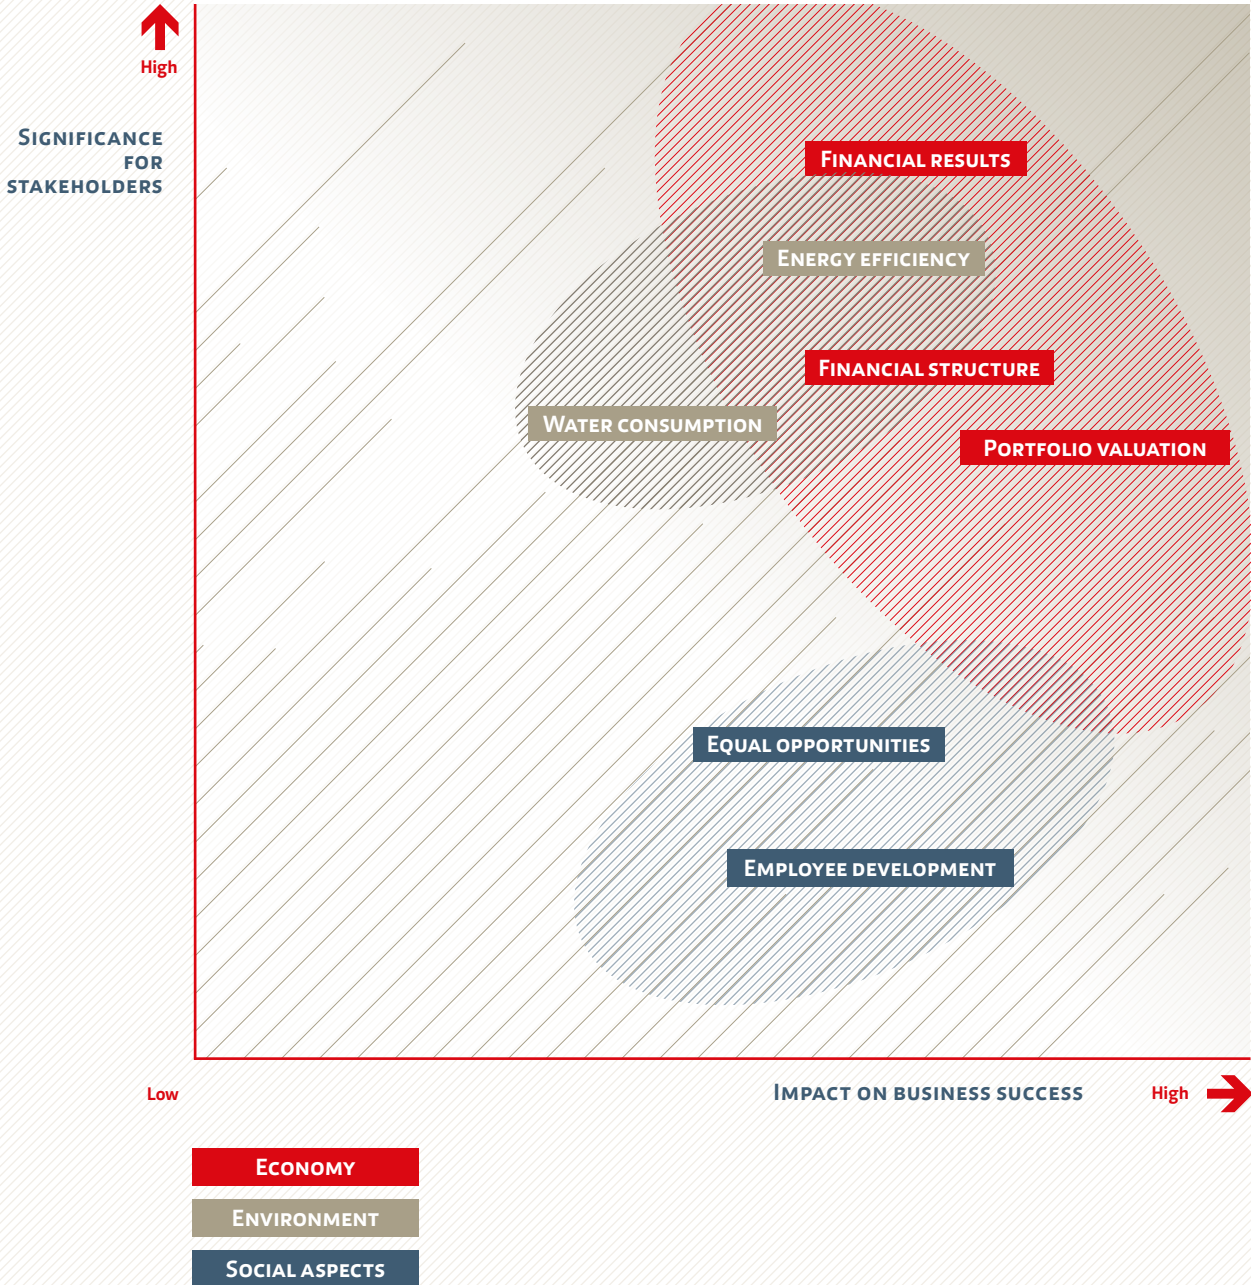 High
SIGNIFICANCE
FOR
STAKEHOLDERS
FINANCIAL RESULTS
ENERGY EFFICIENCY
FINANCIAL STRUCTURE
WATER CONSUMPTION
PORTFOLIO VALUATION
EQUAL OPPORTUNITIES
EMPLOYEE DEVELOPMENT
Low
IMPACT ON BUSINESS SUCCESS
High
ECONOMY
ENVIRONMENT
SOCIAL ASPECTS